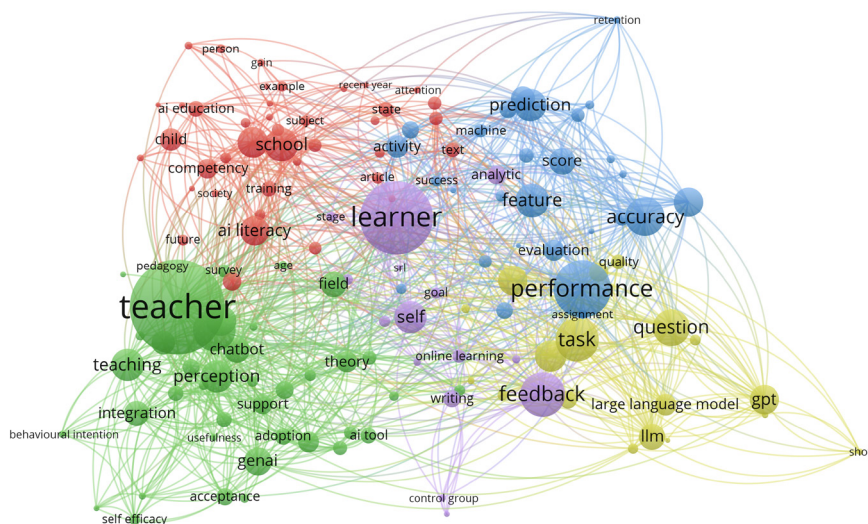 retention
person
gain
example
recent year
attention
ai education
state
prediction
subject
machine
child
school
activity
text
score
competency
article
success
analytic
society
training
feature
stage
learner
accuracy
ai literacy
future
evaluation
pedagogy
survey
age
srl
quality
field
goal
performance
teacher
self
assignment
question
task
chatbot
online learning
teaching
theory
perception
feedback
support
writing
large language model
gpt
integration
behavioural intention
usefulness
adoption
ai tool
llm
sho
genai
acceptance
control group
self efficacy